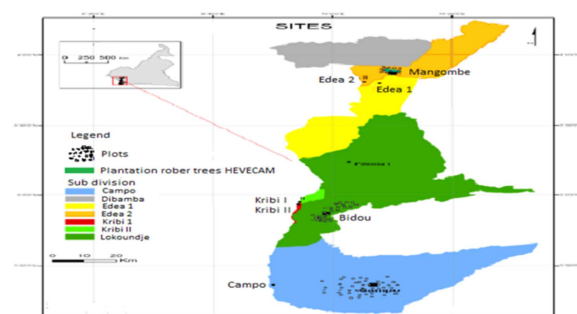 SITES
0 250 500 Km
Mangombe
Edea 2
Edea 1
Legend
Plots
Plantation rober trees HEVECAM
Sub division
Campo
Dibamba
Edea 1
Edea 2
Kribi 1
Kribi II
Lokoundje
Kribi I
Kribi II
Bidou
0 10 20
Km
Campo